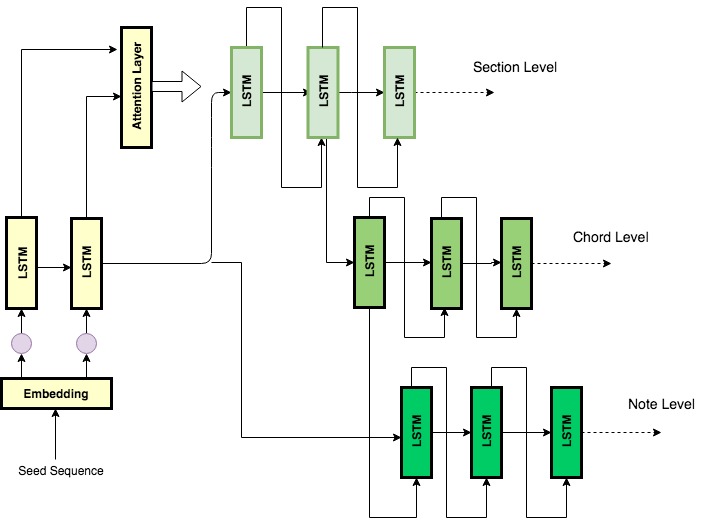 Attention Layer
LSTM
LSTM
LSTM
Section Level
LSTM
LSTM
LSTM
LSTM
LSTM
Chord Level
Embedding
LSTM
LSTM
LSTM
Note Level
Seed Sequence